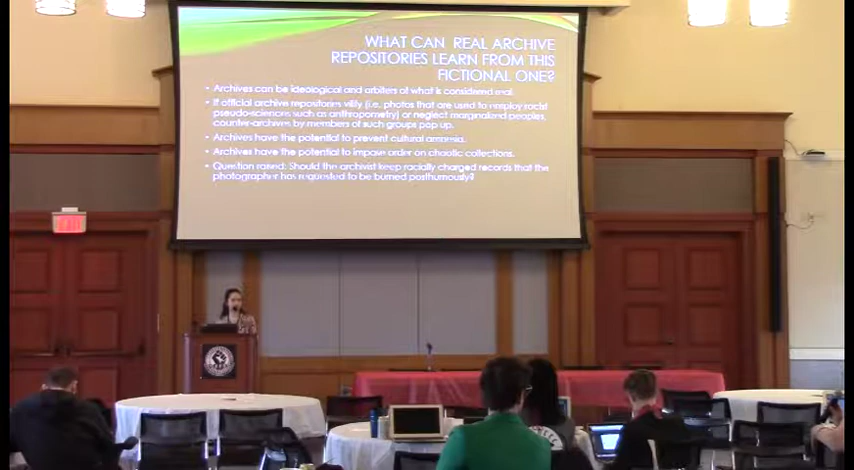 WHAT CAN REAL ARCHIVE
REPOSITORIES LEARN FROM THIS
FICTIONAL ONE?
• Archives can be ideological and arbiters of what is considered real.
• If official archive repositories vilify (i.e. photos that are used to employ racist
pseudo-sciences such as anthropometry) or neglect marginalized peoples,
counter-archives by members of such groups pop up.
• Archives have the potential to prevent cultural amnesia.
• Archives have the potential to impose order on chaotic collections.
• Question raised: Should the archivist keep racially charged records that the
photographer has requested to be burned posthumously?
EXIT